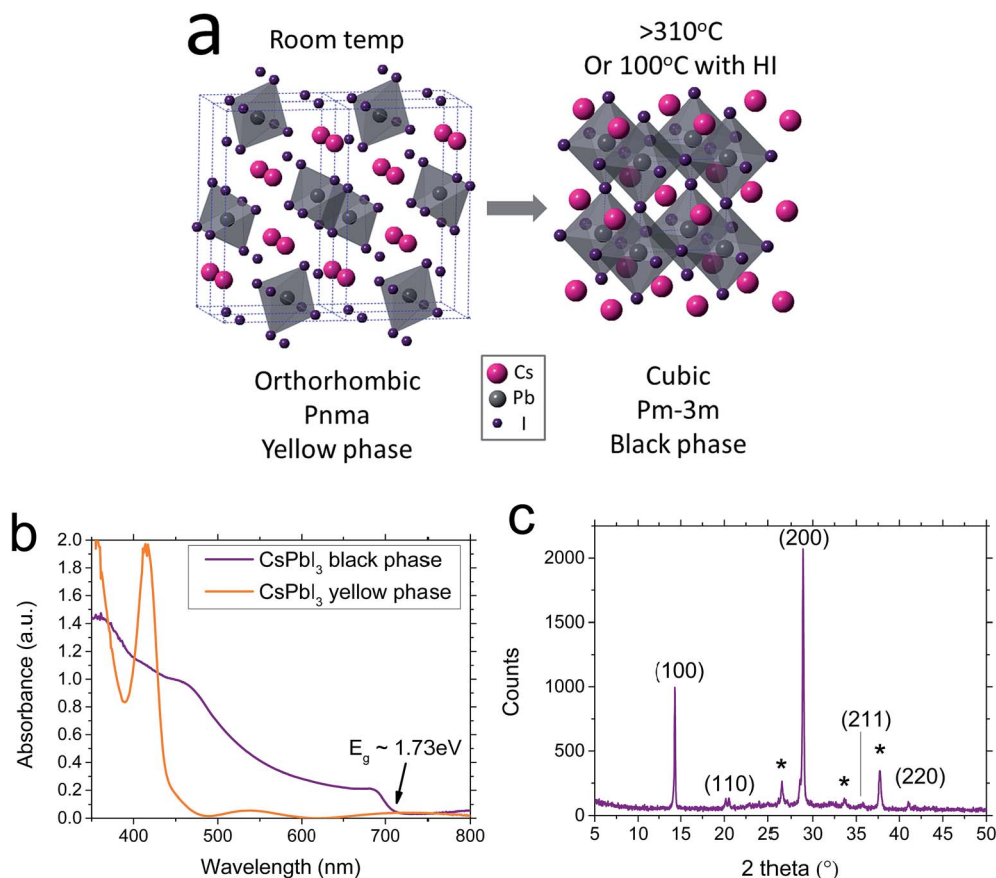 a
Room temp
>310°C
Or 100°C with HI
Orthorhombic
Pnma
Yellow phase
Cs
Pb
I
Cubic
Pm-3m
Black phase
b
2.0
1.8
1.6
1.4
1.2
1.0
0.8
0.6
0.4
0.2
0.0
Absorbance (a.u.)
CsPbI₃ black phase
CsPbI₃ yellow phase
E_g ~ 1.73eV
400 500 600 700 800
Wavelength (nm)
c
2000
1500
1000
500
0
Counts
(100)
(110)
*
(200)
*
(211)
*
(220)
5 10 15 20 25 30 35 40 45 50
2 theta (°)